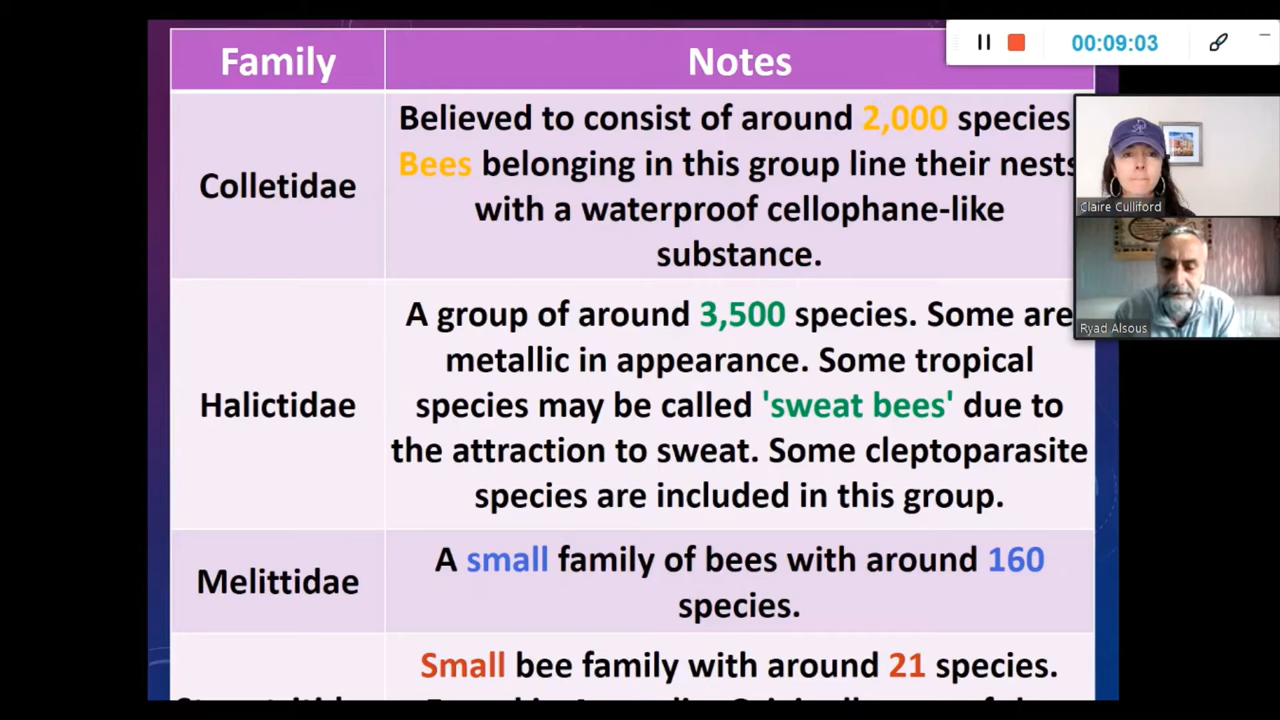 Family
Notes
00:09:03
Colletidae
Believed to consist of around 2,000 species
Bees belonging in this group line their nests
with a waterproof cellophane-like
substance.
Claire Culliford
Ryad Alsous
Halictidae
A group of around 3,500 species. Some are
metallic in appearance. Some tropical
species may be called 'sweat bees' due to
the attraction to sweat. Some cleptoparasite
species are included in this group.
Melittidae
A small family of bees with around 160
species.
Small bee family with around 21 species.